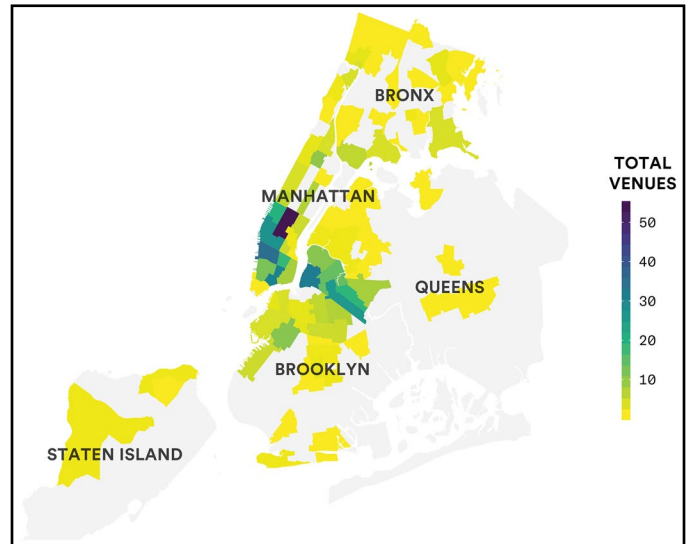 BRONX
MANHATTAN
QUEENS
BROOKLYN
STATEN ISLAND
TOTAL
VENUES
50
40
30
20
10